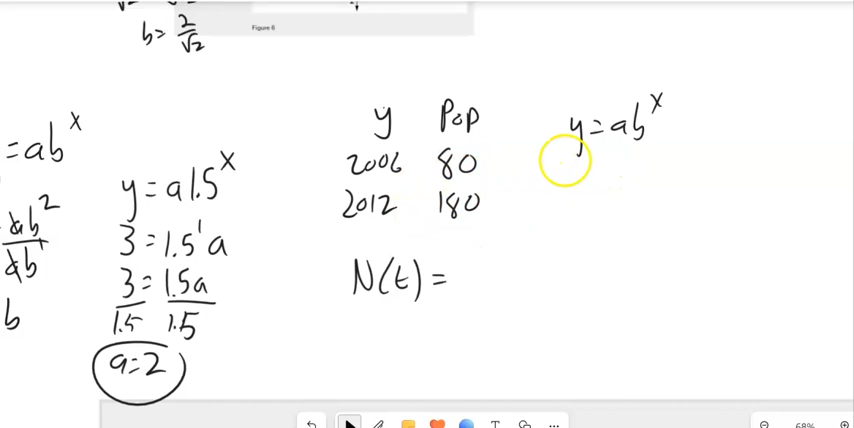 b = 2/√2
Figure 6
= ab^x
ab^2
ab^1
b
y = a1.5^x
3 = 1.5^1 a
3 = 1.5a
1.5 1.5
a = 2
y Pop
2006 80
2012 180
N(t) =
y = ab^x
T ...
68%